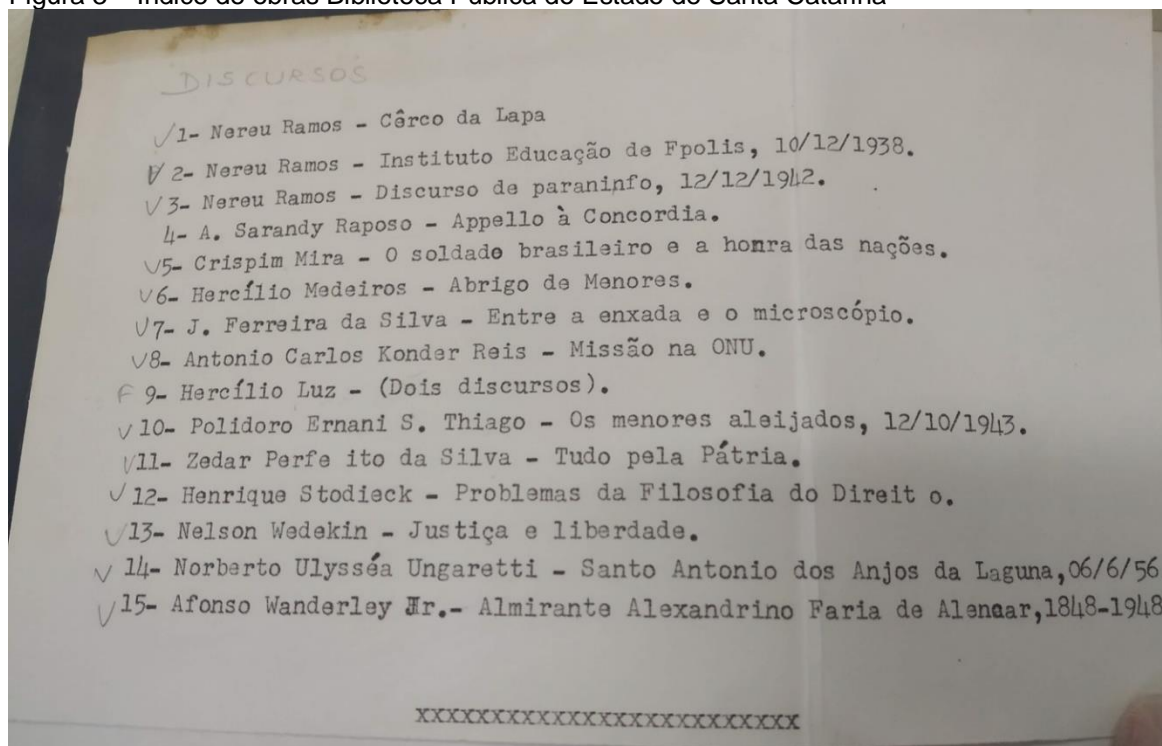 Figura 8 – Índice de obras Biblioteca Pública do Estado de Santa Catarina
DISCURSOS
√1- Nereu Ramos - Cêrco da Lapa
√ 2- Nereu Ramos - Instituto Educação de Fpolis, 10/12/1938.
√ 3- Nereu Ramos - Discurso de paraninfo, 12/12/1942.
4- A. Sarandy Raposo - Appello à Concordia.
√5- Crispim Mira - O soldado brasileiro e a honra das nações.
√6- Hercílio Medeiros - Abrigo de Menores.
√7- J. Ferreira da Silva - Entre a enxada e o microscópio.
√8- Antonio Carlos Konder Reis - Missão na ONU.
F 9- Hercílio Luz - (Dois discursos).
√ 10- Polidoro Ernani S. Thiago - Os menores aleijados, 12/10/1943.
√11- Zedar Perfe ito da Silva - Tudo pela Pátria.
√ 12- Henrique Stodieck - Problemas da Filosofia do Direit o.
√13- Nelson Wedekin - Justiça e liberdade.
√ 14- Norberto Ulysséa Ungaretti - Santo Antonio dos Anjos da Laguna,06/6/56
√15- Afonso Wanderley Jr.- Almirante Alexandrino Faria de Alencar,1848-1948
XXXXXXXXXXXXXXXXXXXXXXXXXX